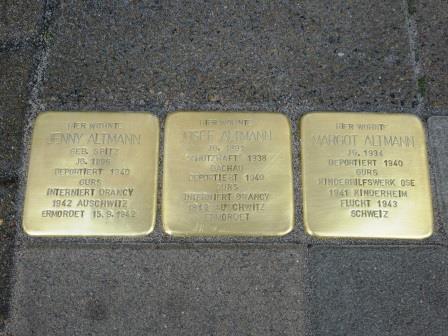 HIER WOHNTE
JENNY ALTMANN
GEB. SPITZ
JG. 1896
DEPORTIERT 1940
GURS
INTERNIERT DRANCY
1942 AUSCHWITZ
ERMORDET 15.9.1942
HIER WOHNTE
JOSEF ALTMANN
JG. 1891
SCHUTZHAFT 1938
DACHAU
DEPORTIERT 1940
GURS
INTERNIERT DRANCY
1942 AUSCHWITZ
ERMORDET
HIER WOHNTE
MARGOT ALTMANN
JG. 1934
DEPORTIERT 1940
GURS
KINDERHILFSWERK OSE
1941 KINDERHEIM
FLUCHT 1943
SCHWEIZ